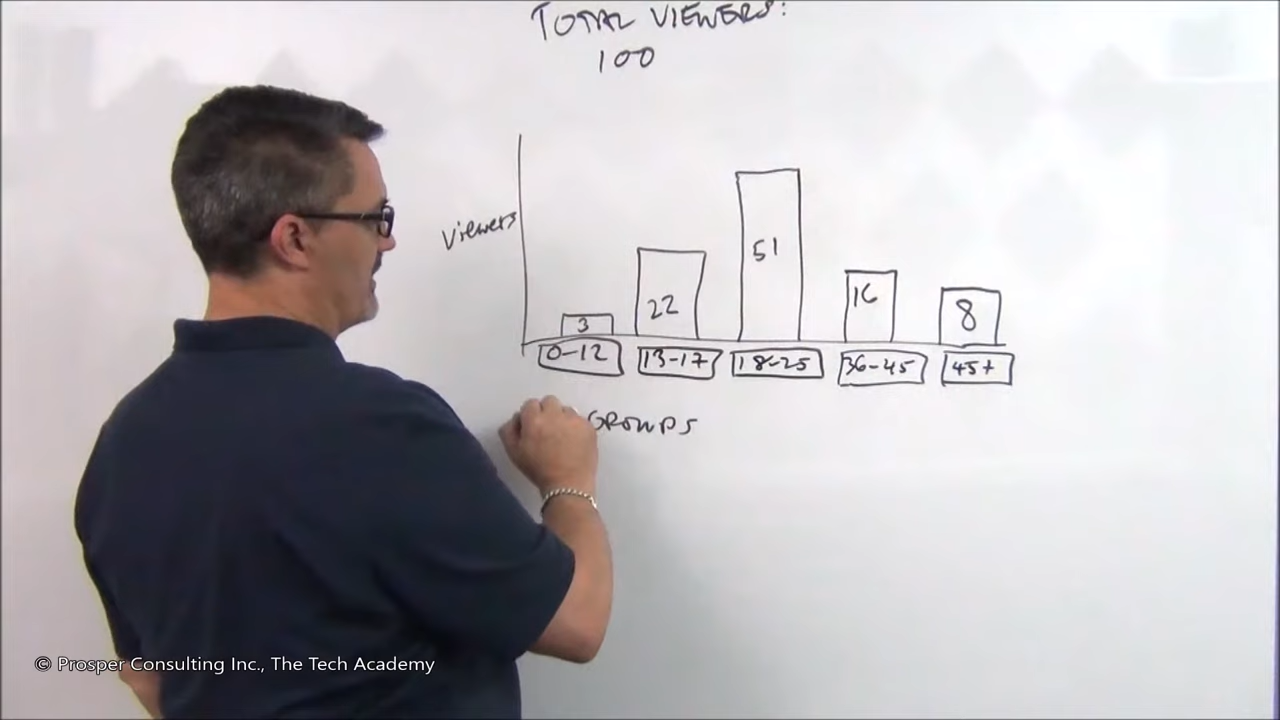 TOTAL VIEWERS:
100
Viewers
3
22
51
16
8
0-12
13-17
18-25
36-45
45+
GROUPS
© Prosper Consulting Inc., The Tech Academy